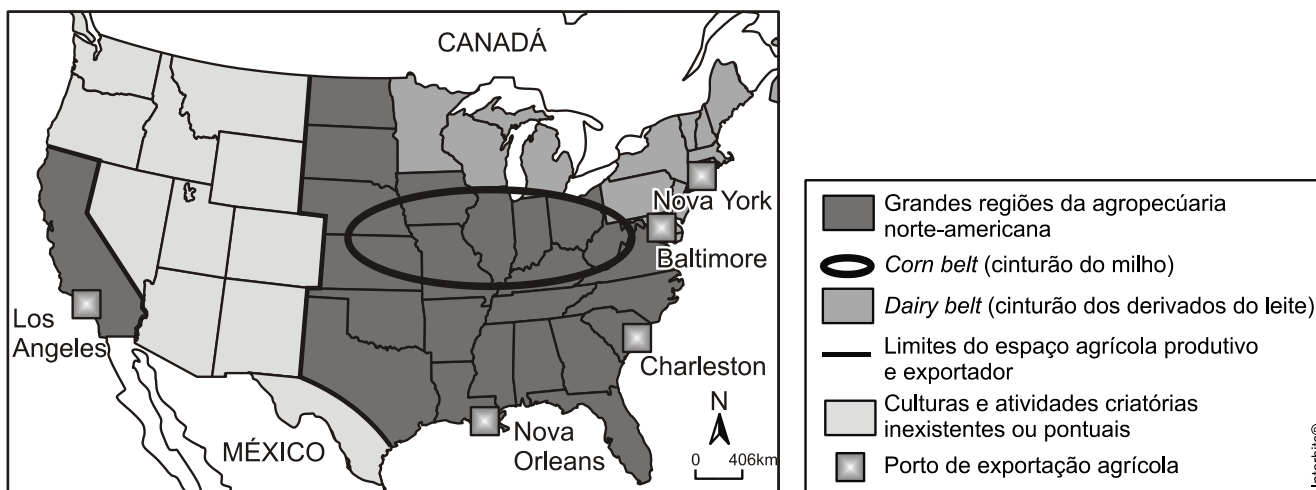 CANADÁ
Nova York
Baltimore
Los
Angeles
Charleston
N
Nova
Orleans
MÉXICO
0 406km
Grandes regiões da agropecúaria
norte-americana
Corn belt (cinturão do milho)
Dairy belt (cinturão dos derivados do leite)
Limites do espaço agrícola produtivo
e exportador
Culturas e atividades criatórias
inexistentes ou pontuais
Porto de exportação agrícola